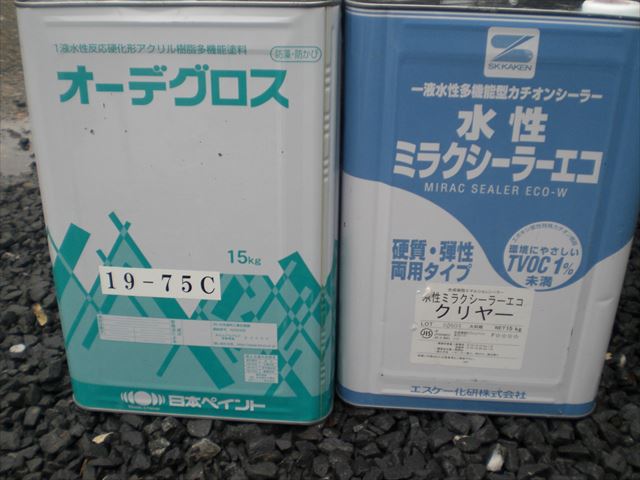 1液水性反応硬化形アクリル樹脂多機能塗料
防藻・防かび
オーデグロス
15kg
19-75C
日本ペイント
SK KAKEN
一液水性多機能型カチオンシーラー
水性
ミラクシーラーエコ
MIRAC SEALER ECO-W
硬質・弾性
両用タイプ
環境にやさしい
TVOC 1%
未満
水性ミラクシーラーエコ
クリヤー
LOT
NET 15 kg
JIS
エスケー化研株式会社